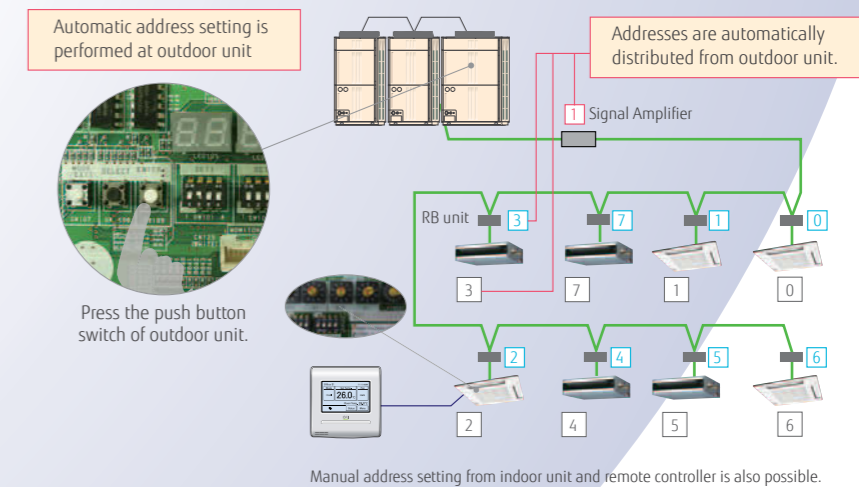 Automatic address setting is
performed at outdoor unit
Addresses are automatically
distributed from outdoor unit.
1 Signal Amplifier
RB unit
3
7
1
0
3
7
1
0
Press the push button
switch of outdoor unit.
2
4
5
6
26.0
2
4
5
6
Manual address setting from indoor unit and remote controller is also possible.